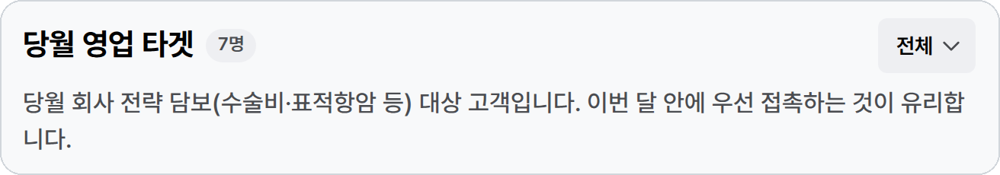 당월 영업 타겟 7명 전체
당월 회사 전략 담보(수술비·표적항암 등) 대상 고객입니다. 이번 달 안에 우선 접촉하는 것이 유리합
니다.